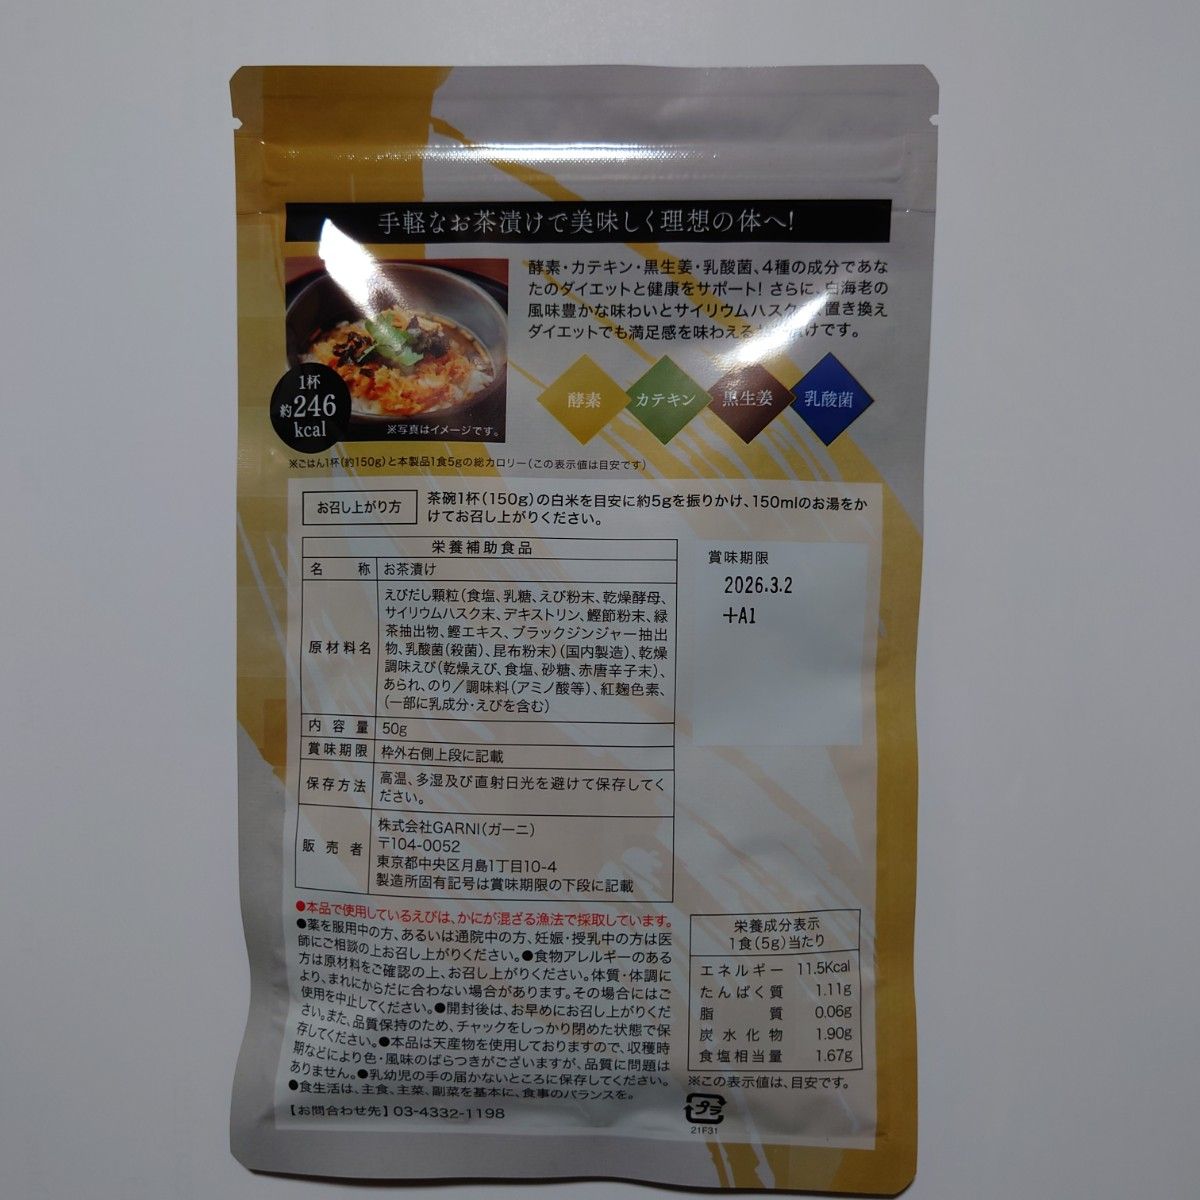 手軽なお茶漬けで美味しく理想の体へ!
酵素・カテキン・黒生姜・乳酸菌、4種の成分であな
たのダイエットと健康をサポート! さらに、白海老の
風味豊かな味わいとサイリウムハスク 置き換え
ダイエットでも満足感を味わえる 漬けです。
1杯
約246
kcal
※写真はイメージです。
酵素
カテキン
黒生姜
乳酸菌
※ごはん1杯(約150g)と本製品1食5gの総カロリー(この表示値は目安です)
お召し上がり方
茶碗1杯(150g)の白米を目安に約5gを振りかけ、150mlのお湯をか
けてお召し上がりください。
栄養補助食品
名称 お茶漬け
原材料名
えびだし顆粒(食塩、乳糖、えび粉末、乾燥酵母、
サイリウムハスク末、デキストリン、鰹節粉末、緑
茶抽出物、鰹エキス、ブラックジンジャー抽出
物、乳酸菌(殺菌)、昆布粉末)(国内製造)、乾燥
調味えび(乾燥えび、食塩、砂糖、赤唐辛子末)、
あられ、のり/調味料(アミノ酸等)、紅麹色素、
(一部に乳成分・えびを含む)
内容量 50g
賞味期限 枠外右側上段に記載
保存方法
高温、多湿及び直射日光を避けて保存してく
ださい。
販売者
株式会社GARNI(ガーニ)
〒104-0052
東京都中央区月島1丁目10-4
製造所固有記号は賞味期限の下段に記載
賞味期限
2026.3.2
+A1
●本品で使用しているえびは、かにが混ざる漁法で採取しています。
●薬を服用中の方、あるいは通院中の方、妊娠・授乳中の方は医
師にご相談の上お召し上がりください。●食物アレルギーのある
方は原材料をご確認の上、お召し上がりください。体質・体調に
より、まれにからだに合わない場合があります。その場合にはご
使用を中止してください。●開封後は、お早めにお召し上がりくだ
さい。また、品質保持のため、チャックをしっかり閉めた状態で保
存してください。●本品は天産物を使用しておりますので、収穫時
期などにより色・風味のばらつきがございますが、品質に問題は
ありません。●乳幼児の手の届かないところに保存してください。
●食生活は、主食、主菜、副菜を基本に、食事のバランスを。
【お問合わせ先】03-4332-1198
栄養成分表示
1食(5g)当たり
エネルギー 11.5Kcal
たんぱく質 1.11g
脂質 0.06g
炭水化物 1.90g
食塩相当量 1.67g
※この表示値は、目安です。
プラ
21F31